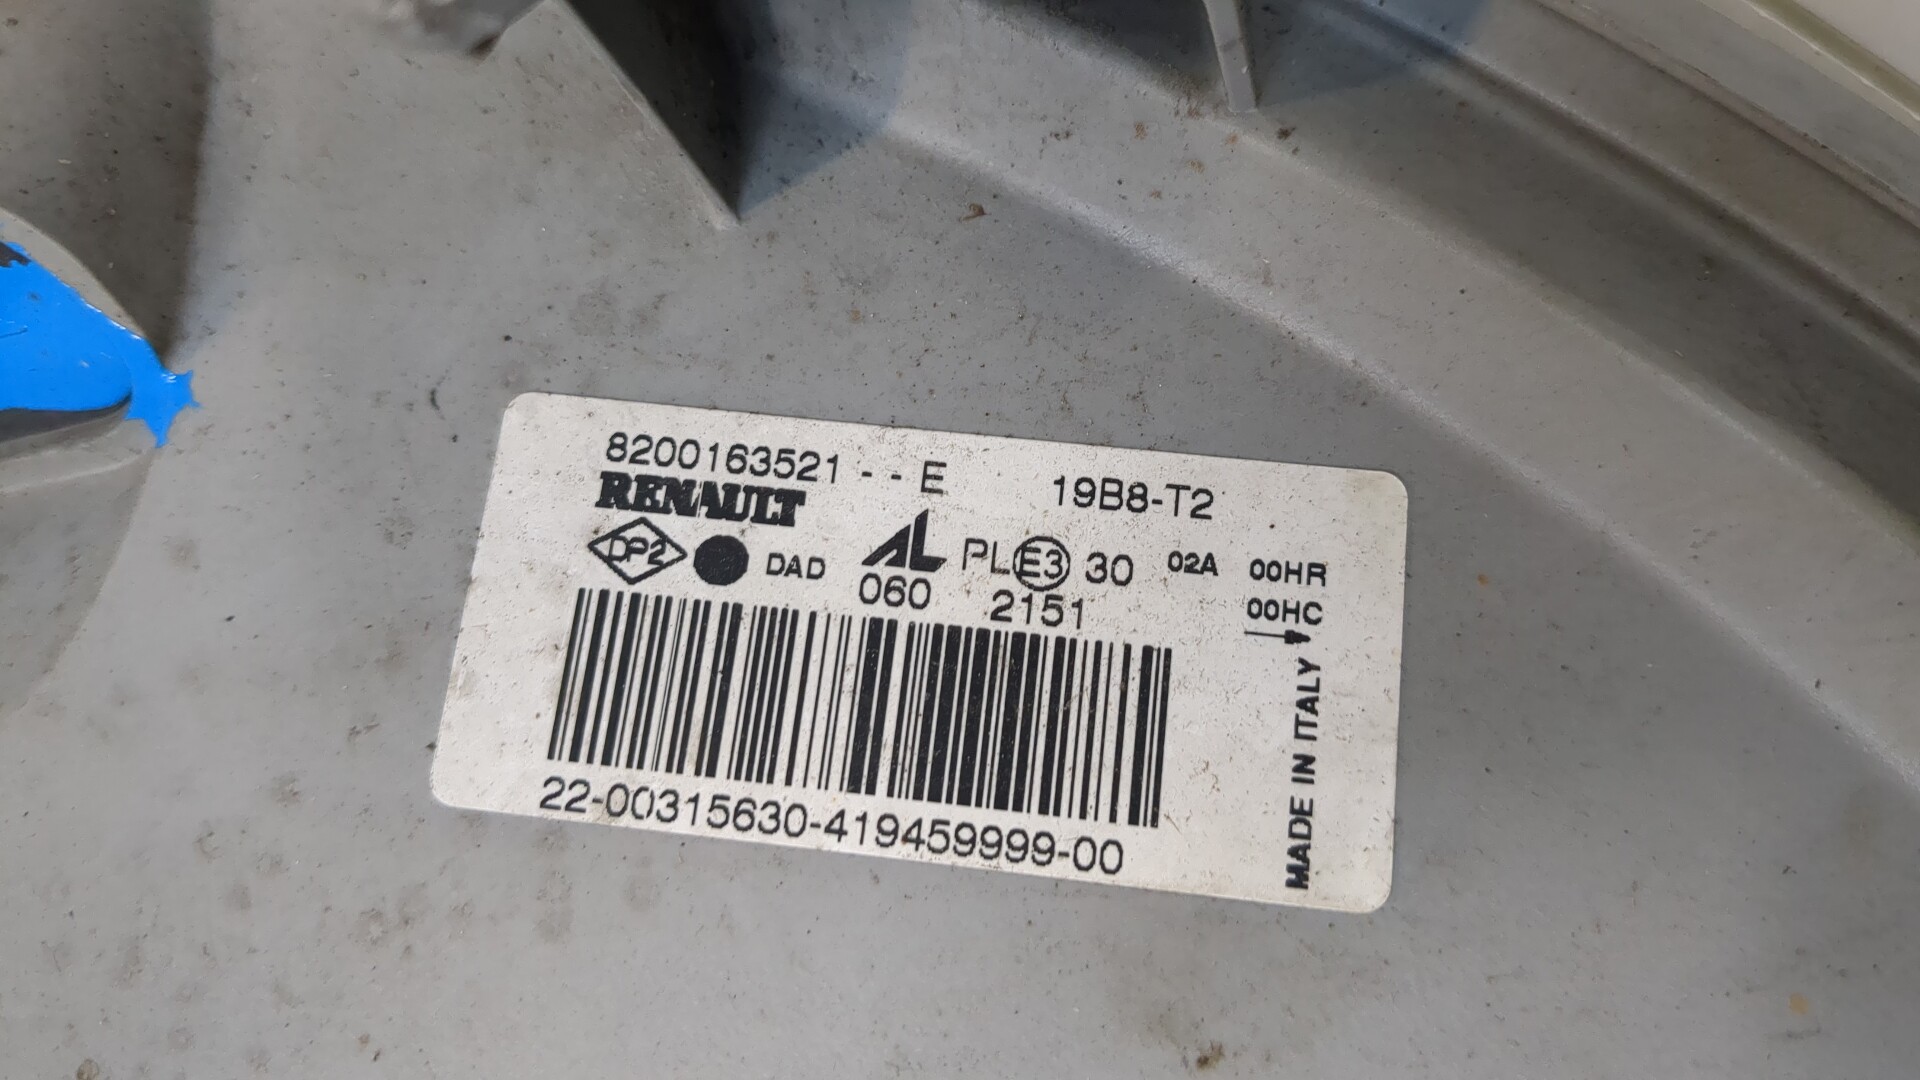 8200163521 - - E 19B8-T2
RENAULT
DP2 DAD AL PL E3 30 02A 00HR
060 2151 00HC
MADE IN ITALY
22-00315630-419459999-00